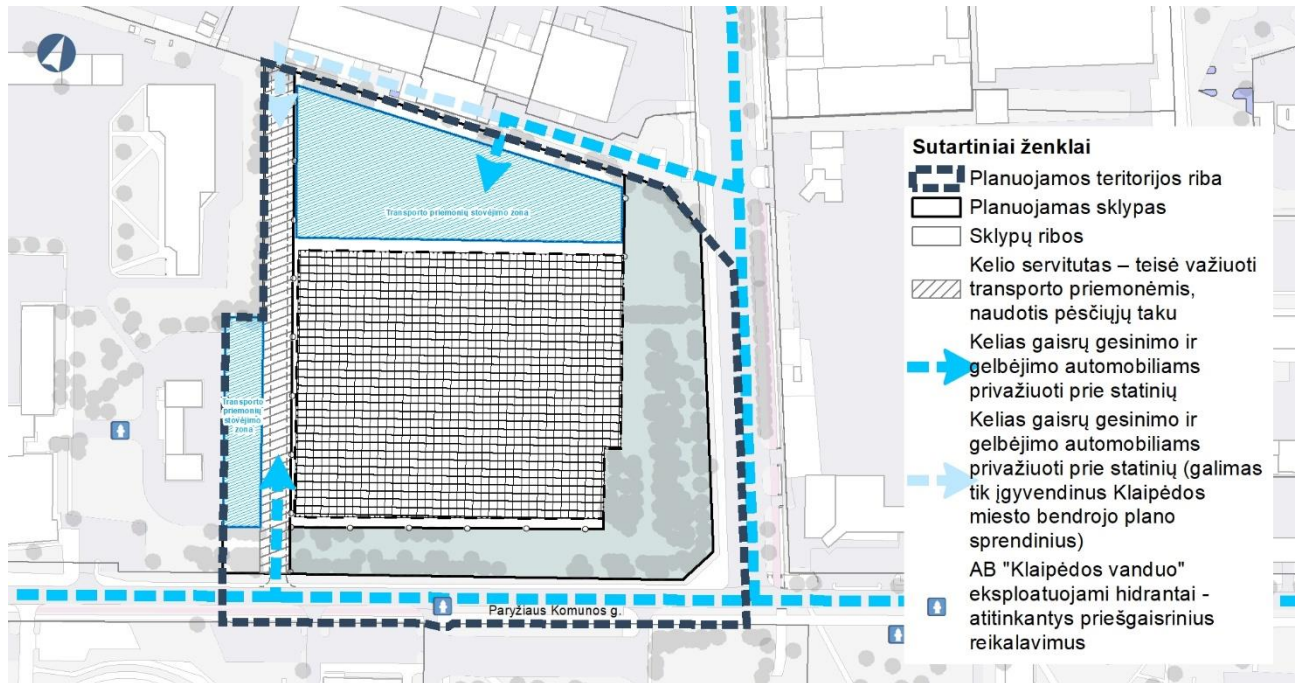 Transporto priemonių stovėjimo zona
Transporto
priemonių
stovėjimo
zona
Paryžiaus Komunos g.
Sutartiniai ženklai
Planuojamos teritorijos riba
Planuojamas sklypas
Sklypų ribos
Kelio servitutas – teisė važiuoti
transporto priemonėmis,
naudotis pėsčiųjų taku
Kelias gaisrų gesinimo ir
gelbėjimo automobiliams
privažiuoti prie statinių
Kelias gaisrų gesinimo ir
gelbėjimo automobiliams
privažiuoti prie statinių (galimas
tik įgyvendinus Klaipėdos
miesto bendrojo plano
sprendinius)
AB "Klaipėdos vanduo"
eksploatuojami hidrantai -
atitinkantys priešgaisrinius
reikalavimus